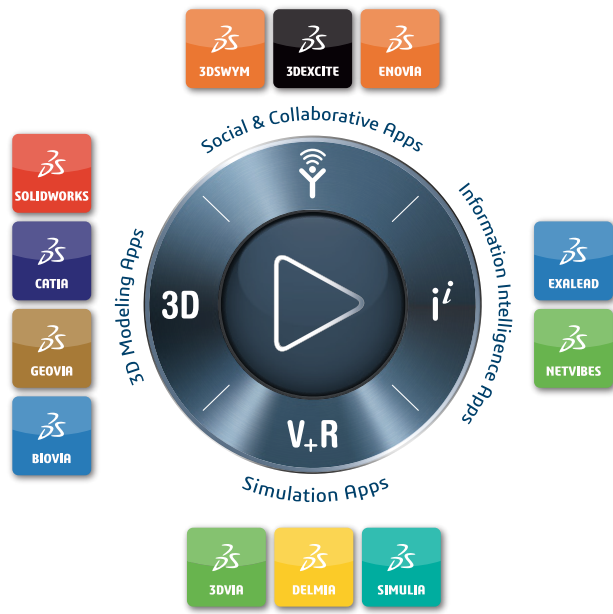 3DSWYM
3DEXCITE
ENOVIA
Social & Collaborative Apps
SOLIDWORKS
CATIA
GEOVIA
BIOVIA
3D Modeling Apps
3D
i i
V+R
Information Intelligence Apps
EXALEAD
NETVIBES
Simulation Apps
3DVIA
DELMIA
SIMULIA